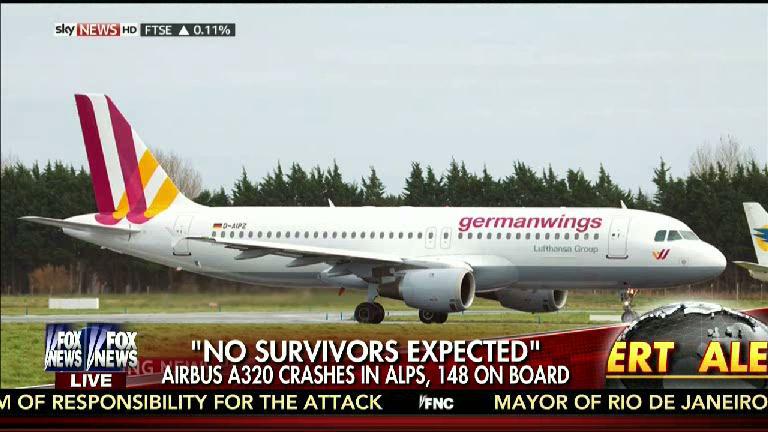 sky NEWS HD FTSE ▲ 0.11%
germanwings
Lufthansa Group
D-AIPZ
FOX NEWS FOX NEWS
LIVE
"NO SURVIVORS EXPECTED"
AIRBUS A320 CRASHES IN ALPS, 148 ON BOARD
ERT ALE
M OF RESPONSIBILITY FOR THE ATTACK FNC MAYOR OF RIO DE JANEIRO